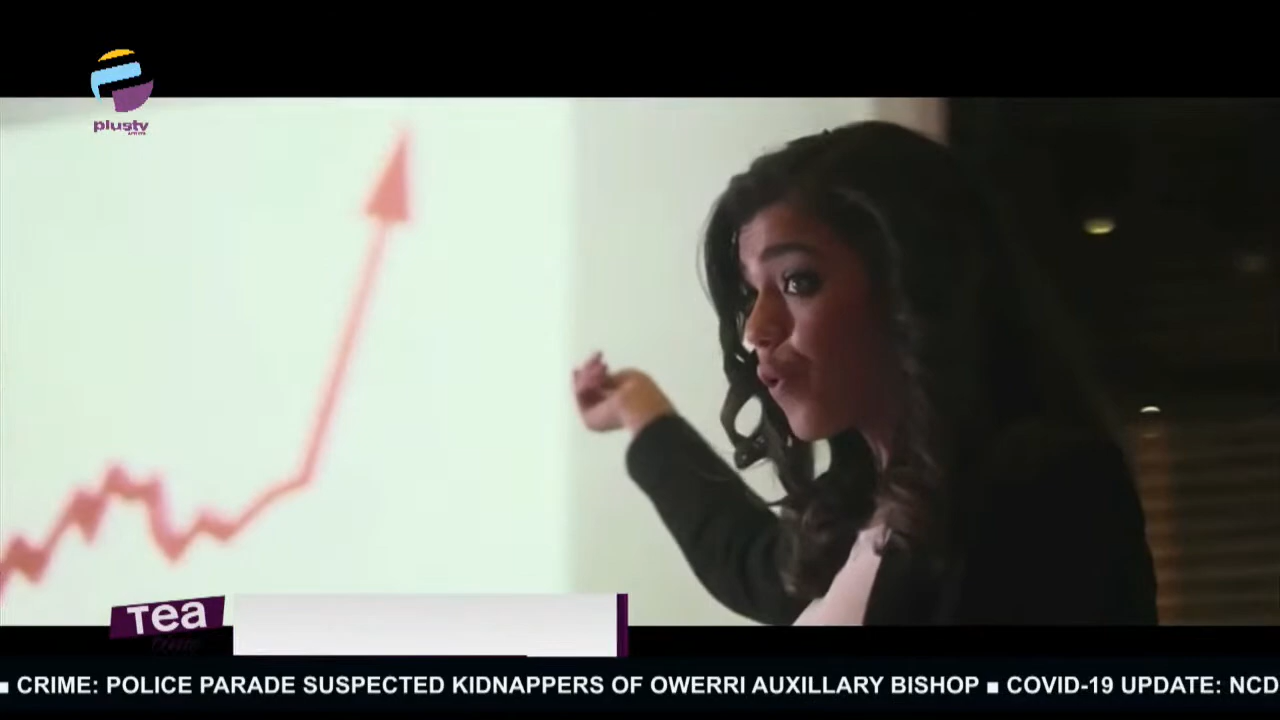 plustv
Tea
■ CRIME: POLICE PARADE SUSPECTED KIDNAPPERS OF OWERRI AUXILLARY BISHOP ■ COVID-19 UPDATE: NCD